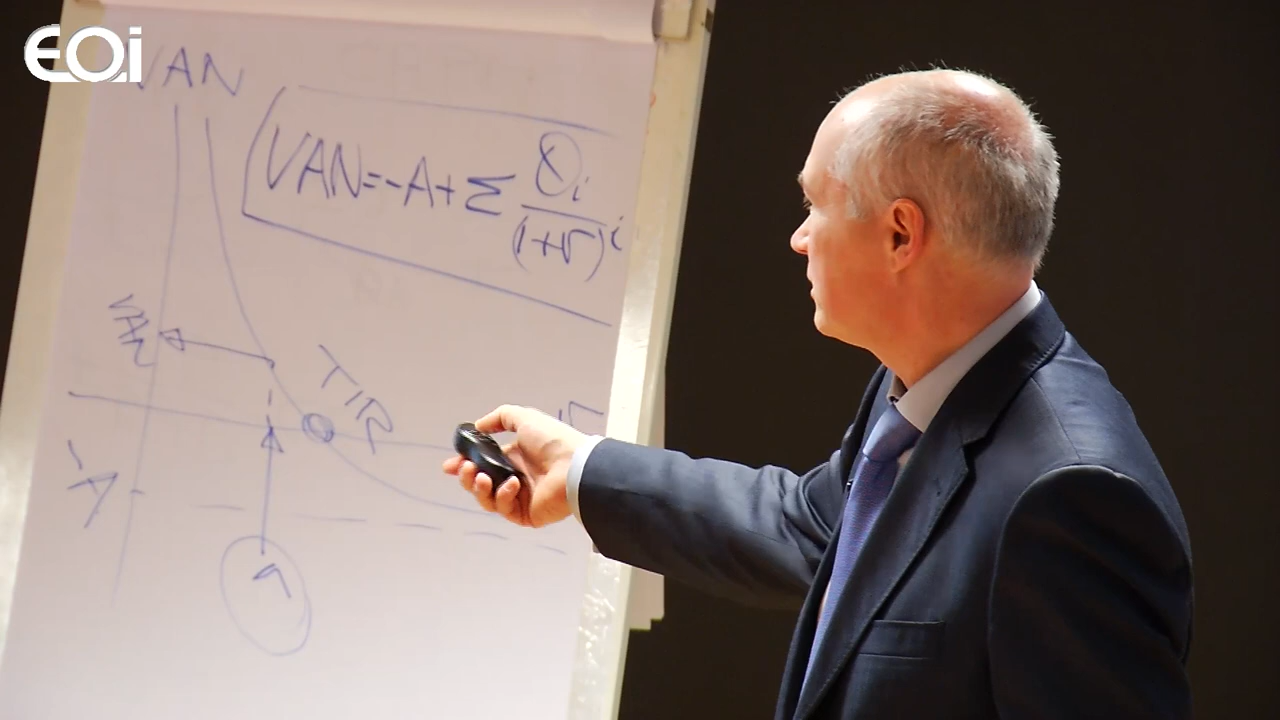 EOi
VAN
VAN=-A+Σ Qi/(1+r)^i
VAN
TIR
r
-A
r